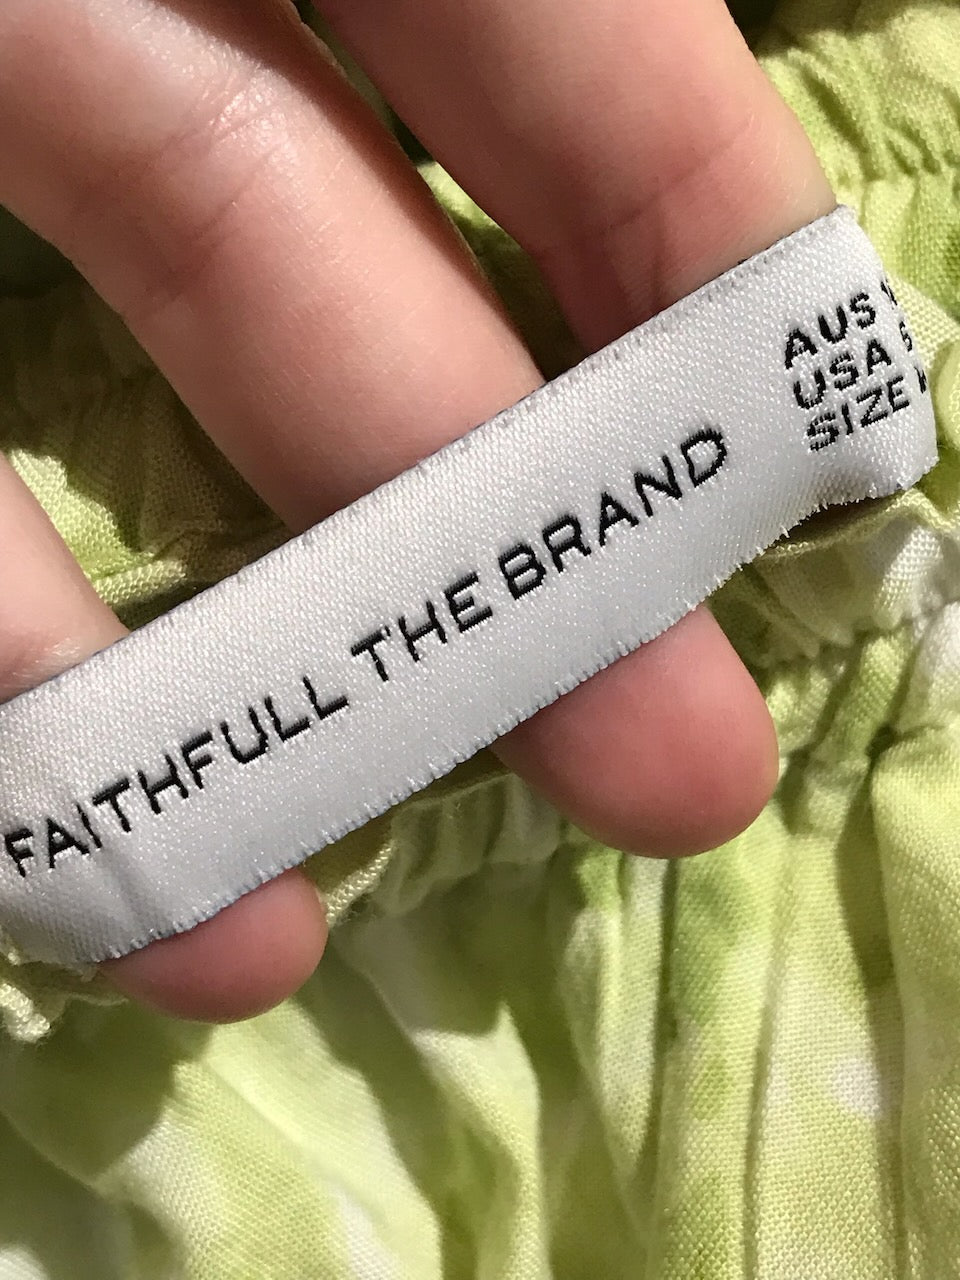 FAITHFULL THE BRAND
AUS
USA
SIZE